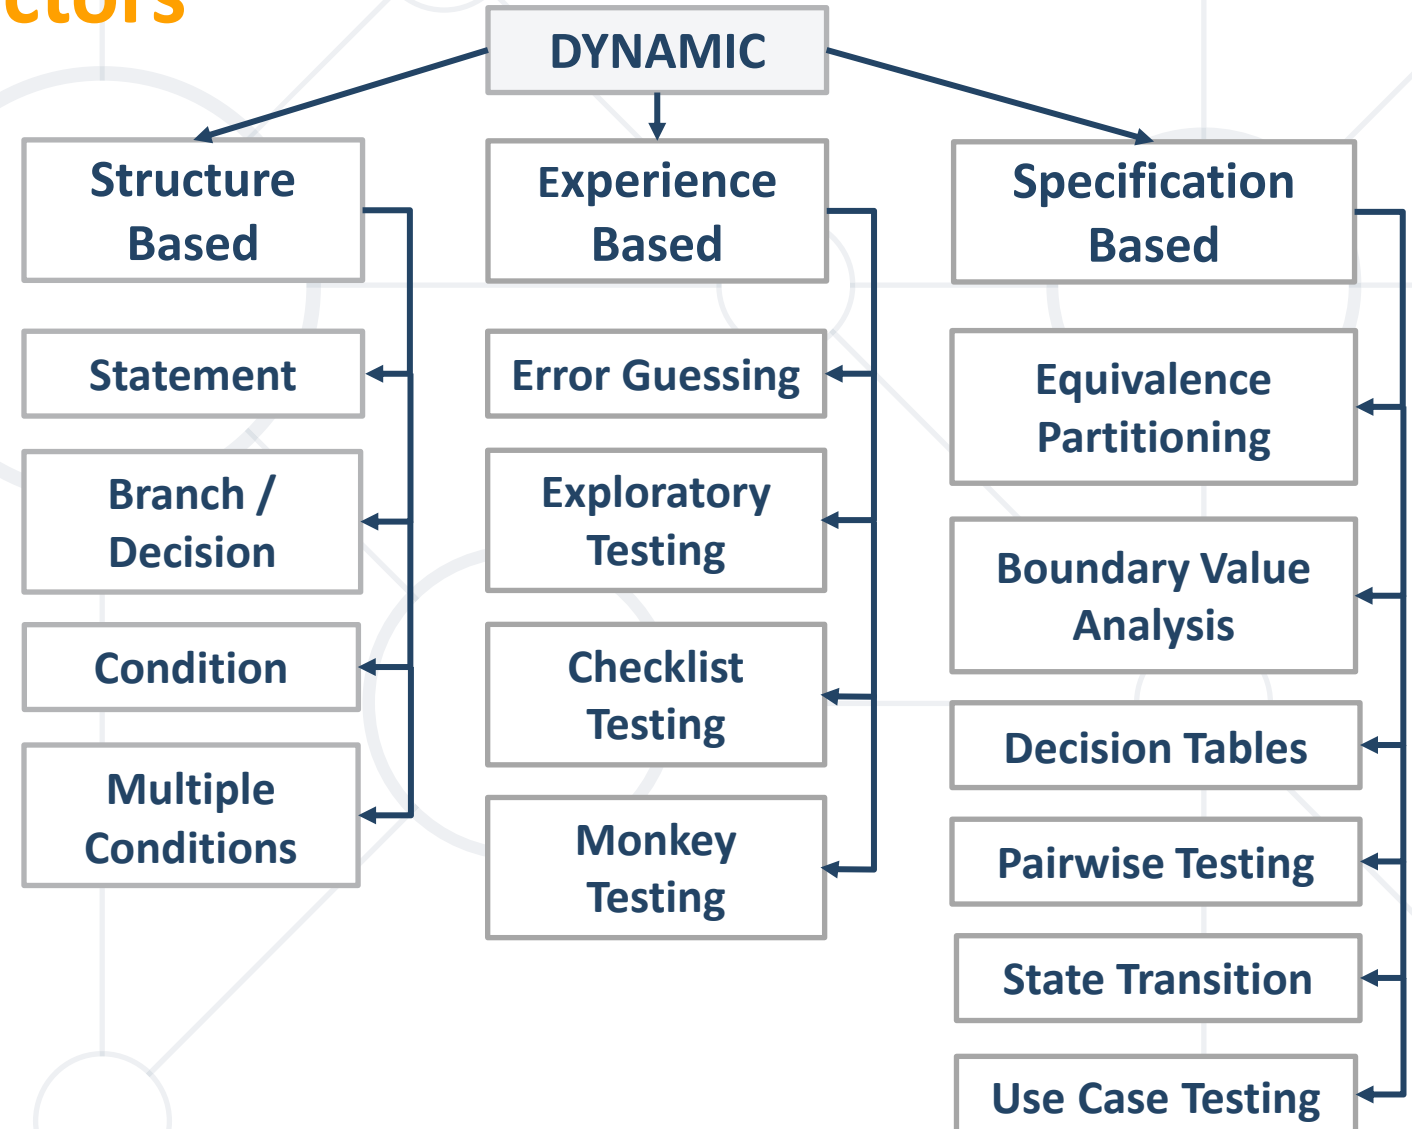 DYNAMIC
Structure
Based
Statement
Branch /
Decision
Condition
Multiple
Conditions
Experience
Based
Error Guessing
Exploratory
Testing
Checklist
Testing
Monkey
Testing
Specification
Based
Equivalence
Partitioning
Boundary Value
Analysis
Decision Tables
Pairwise Testing
State Transition
Use Case Testing